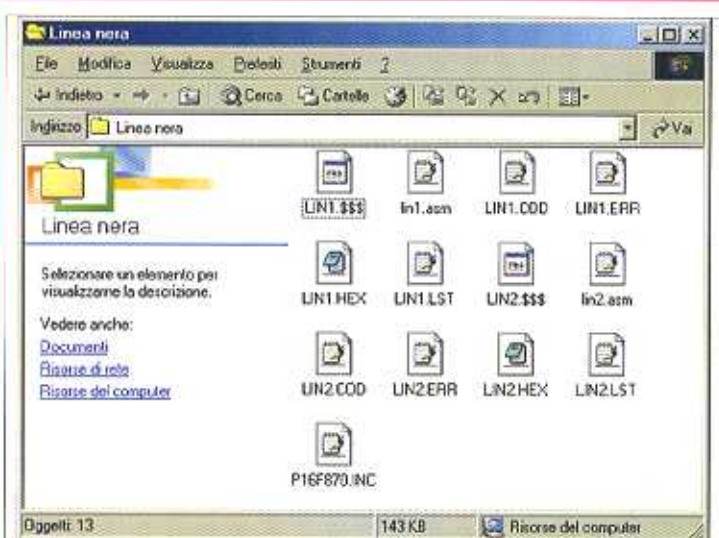 Linea nera
File Modifica Visualizza Preferiti Strumenti ?
Indietro Cerca Cartelle
Indirizzo Linea nera Vai
Linea nera
Selezionare un elemento per
visualizzarne la descrizione.
Vedere anche:
Documenti
Risorse di rete
Risorse del computer
LIN1.$$$ lin1.asm LIN1.COD LIN1.ERR
LIN1.HEX LIN1.LST LIN2.$$$ lin2.asm
LIN2.COD LIN2.ERR LIN2.HEX LIN2.LST
P16F870.INC
Oggetti: 13 143 KB Risorse del computer